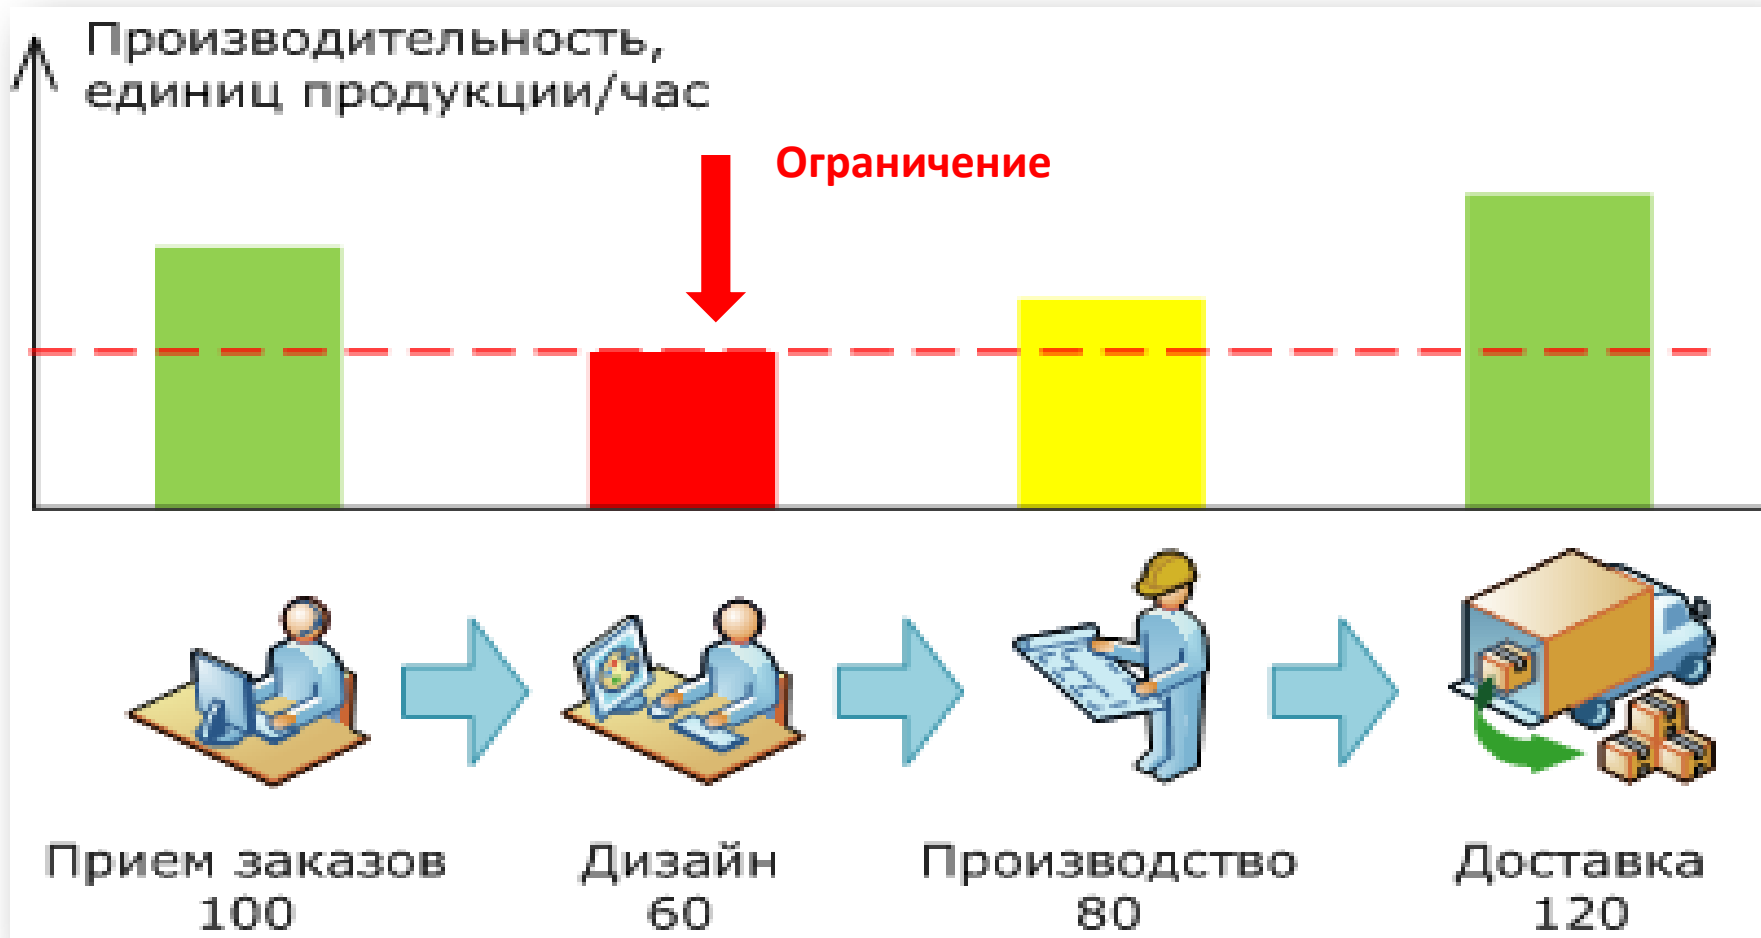 Производительность,
единиц продукции/час
Ограничение
Прием заказов
100
Дизайн
60
Производство
80
Доставка
120